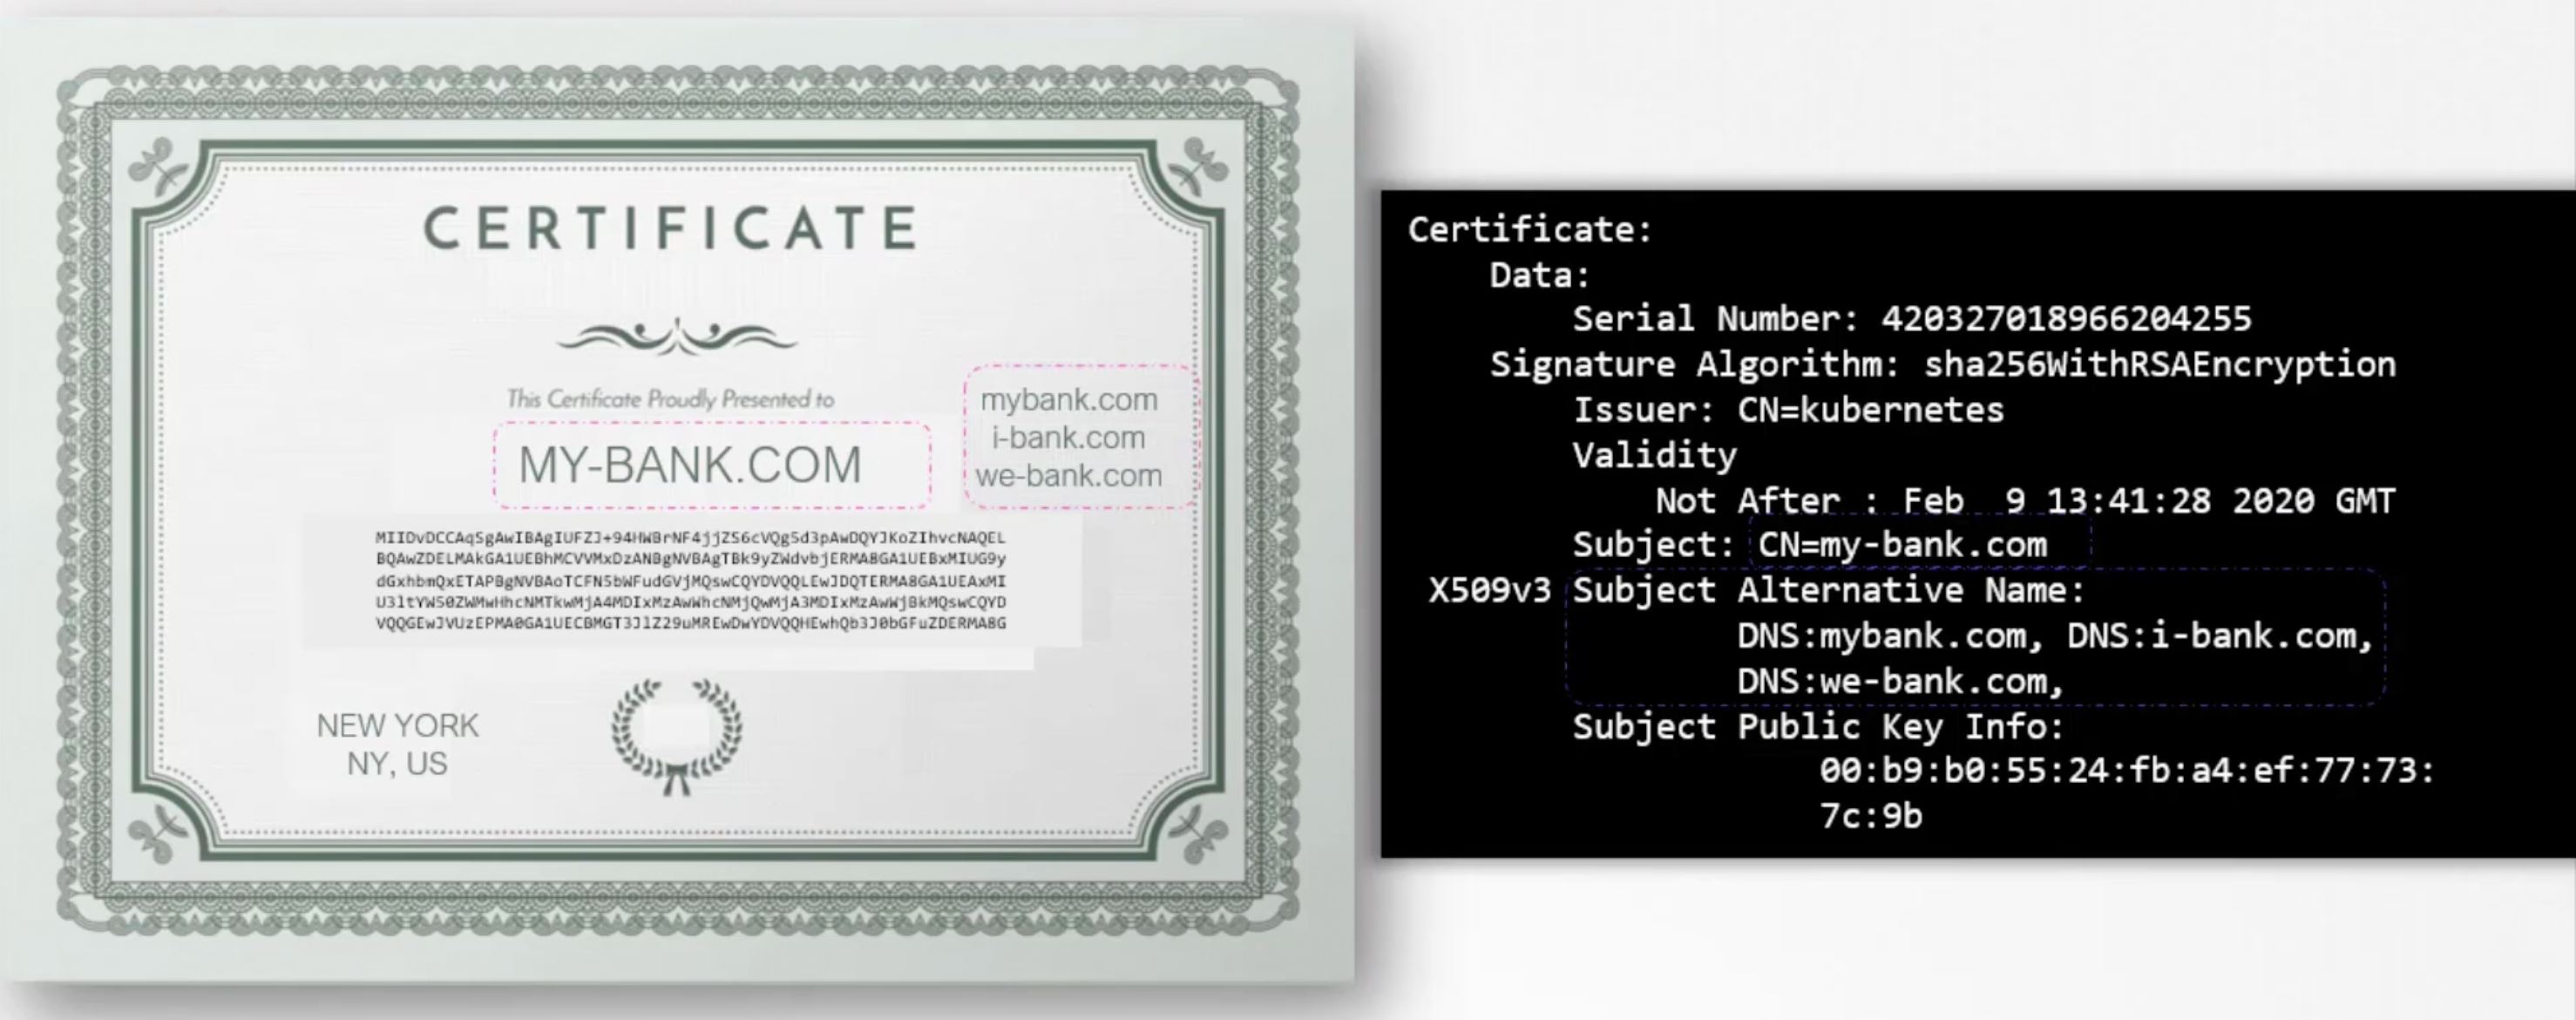 CERTIFICATE
This Certificate Proudly Presented to
MY-BANK.COM
mybank.com
i-bank.com
we-bank.com
MIIDvDCCAqSgAwIBAgIUFZJ+94HWBrNF4jjZS6cVQg5d3pAwDQYJKoZIhvcNAQEL
BQAwZDELMAkGA1UEBhMCVVMxDzANBgNVBAgTBk9yZWdvbjERMA8GA1UEBxMIUG9y
dGxhbmQxETAPBgNVBAoTCFN5bWFudGVjMQswCQYDVQQLEwJDQTERMA8GA1UEAxMI
U3ltYW50ZWMwHhcNMTkwMjA4MDIxMzAwWhcNMjQwMjA3MDIxMzAwWjBkMQswCQYD
VQQGEwJVUzEPMA0GA1UECBMGT3JlZ29uMREwDwYDVQQHEwhQb3J0bGFuZDERMA8G
NEW YORK
NY, US
Certificate:
Data:
Serial Number: 420327018966204255
Signature Algorithm: sha256WithRSAEncryption
Issuer: CN=kubernetes
Validity
Not After : Feb  9 13:41:28 2020 GMT
Subject: CN=my-bank.com
X509v3 Subject Alternative Name:
DNS:mybank.com, DNS:i-bank.com,
DNS:we-bank.com,
Subject Public Key Info:
00:b9:b0:55:24:fb:a4:ef:77:73:
7c:9b